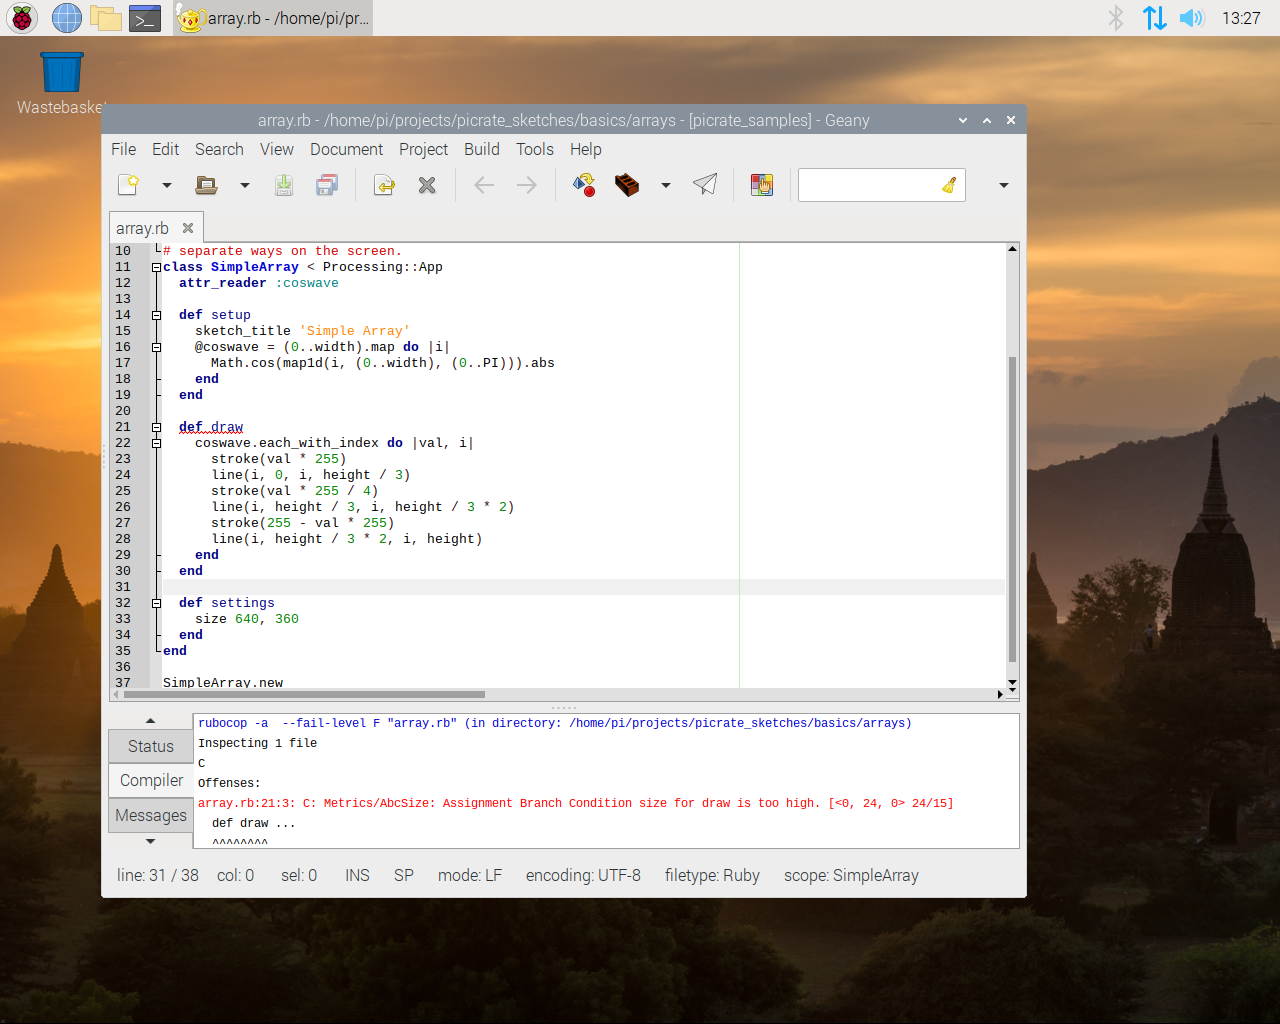 array.rb - /home/pi/pr...
13:27
Wastebaske
array.rb - /home/pi/projects/picrate_sketches/basics/arrays - [picrate_samples] - Geany
File Edit Search View Document Project Build Tools Help
array.rb
10 # separate ways on the screen.
11 class SimpleArray < Processing::App
12   attr_reader :coswave
13
14   def setup
15     sketch_title 'Simple Array'
16     @coswave = (0..width).map do |i|
17       Math.cos(map1d(i, (0..width), (0..PI))).abs
18     end
19   end
20
21   def draw
22     coswave.each_with_index do |val, i|
23       stroke(val * 255)
24       line(i, 0, i, height / 3)
25       stroke(val * 255 / 4)
26       line(i, height / 3, i, height / 3 * 2)
27       stroke(255 - val * 255)
28       line(i, height / 3 * 2, i, height)
29     end
30   end
31
32   def settings
33     size 640, 360
34   end
35 end
36
37 SimpleArray.new
Status
Compiler
Messages
rubocop -a  --fail-level F "array.rb" (in directory: /home/pi/projects/picrate_sketches/basics/arrays)
Inspecting 1 file
C
Offenses:
array.rb:21:3: C: Metrics/AbcSize: Assignment Branch Condition size for draw is too high. [<0, 24, 0> 24/15]
  def draw ...
  ^^^^^^^^
line: 31 / 38 col: 0 sel: 0 INS SP mode: LF encoding: UTF-8 filetype: Ruby scope: SimpleArray